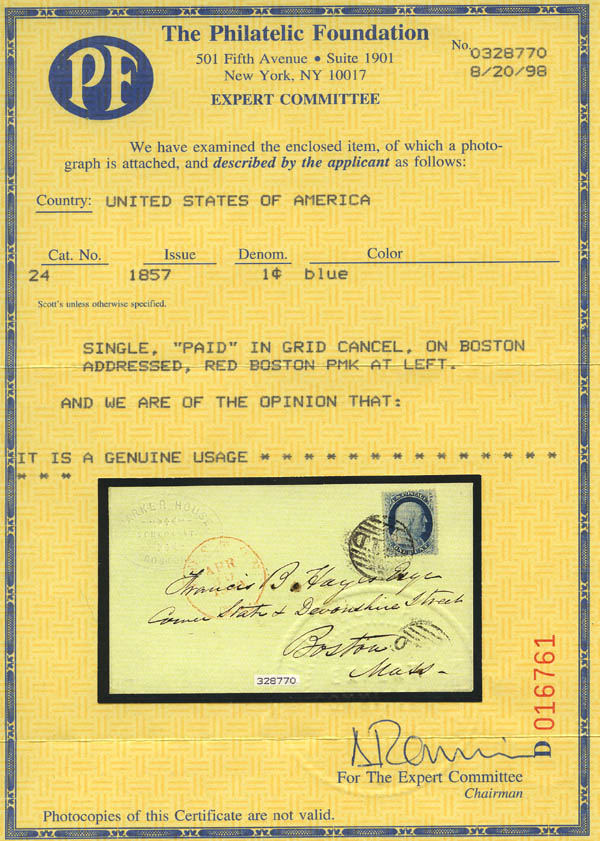 PF
The Philatelic Foundation
501 Fifth Avenue • Suite 1901
New York, NY 10017
EXPERT COMMITTEE
No. 0328770
8/20/98
We have examined the enclosed item, of which a photo-
graph is attached, and described by the applicant as follows:
Country: UNITED STATES OF AMERICA
Cat. No. Issue Denom. Color
24 1857 1¢ blue
Scott's unless otherwise specified.
SINGLE, "PAID" IN GRID CANCEL, ON BOSTON
ADDRESSED, RED BOSTON PMK AT LEFT.
AND WE ARE OF THE OPINION THAT:
IT IS A GENUINE USAGE * * * * * * * * * * * * * *
* * *
PARKER HOUSE
BOSTON
APR
Francis B. Hayes Esqr
Corner State & Devonshire Street
Boston
Mass-
328770
D 016761
For The Expert Committee
Chairman
Photocopies of this Certificate are not valid.